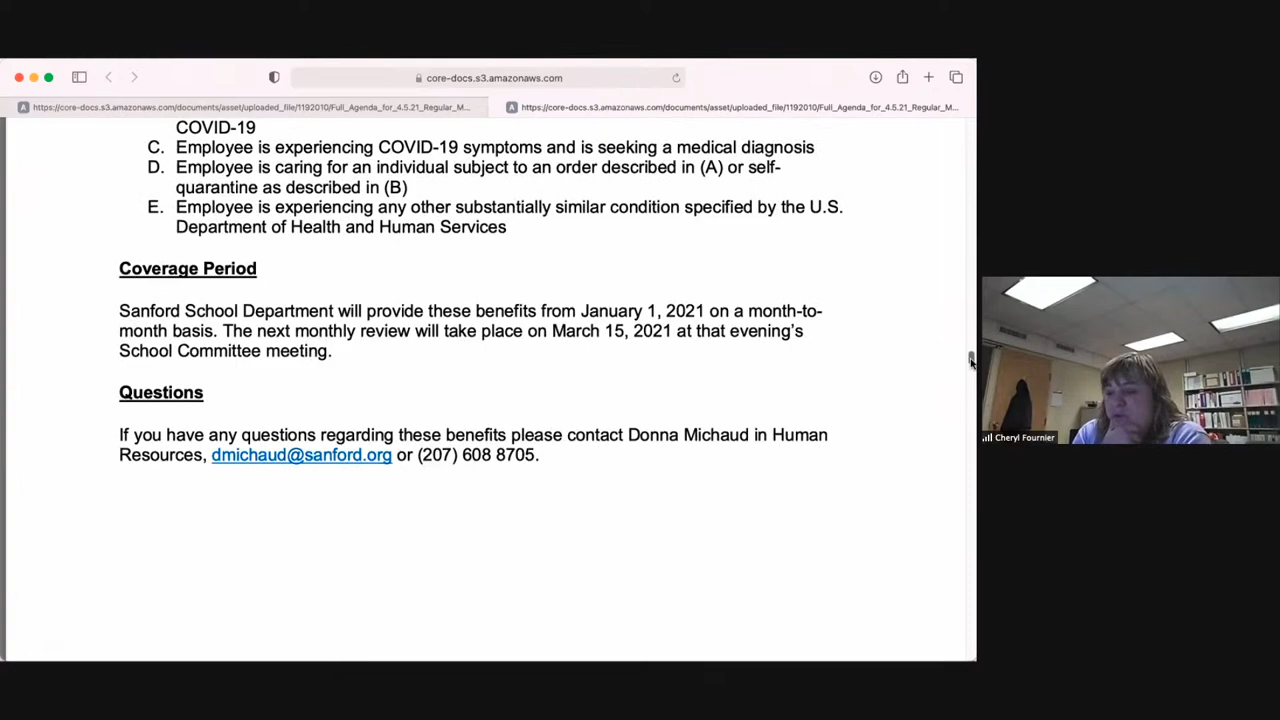 core-docs.s3.amazonaws.com
https://core-docs.s3.amazonaws.com/documents/asset/uploaded_file/1192010/Full_Agenda_for_4.5.21_Regular_M...
https://core-docs.s3.amazonaws.com/documents/asset/uploaded_file/1192010/Full_Agenda_for_4.5.21_Regular_M...
COVID-19
C. Employee is experiencing COVID-19 symptoms and is seeking a medical diagnosis
D. Employee is caring for an individual subject to an order described in (A) or self-
quarantine as described in (B)
E. Employee is experiencing any other substantially similar condition specified by the U.S.
Department of Health and Human Services
Coverage Period
Sanford School Department will provide these benefits from January 1, 2021 on a month-to-
month basis. The next monthly review will take place on March 15, 2021 at that evening's
School Committee meeting.
Questions
If you have any questions regarding these benefits please contact Donna Michaud in Human
Resources, dmichaud@sanford.org or (207) 608 8705.
Cheryl Fournier